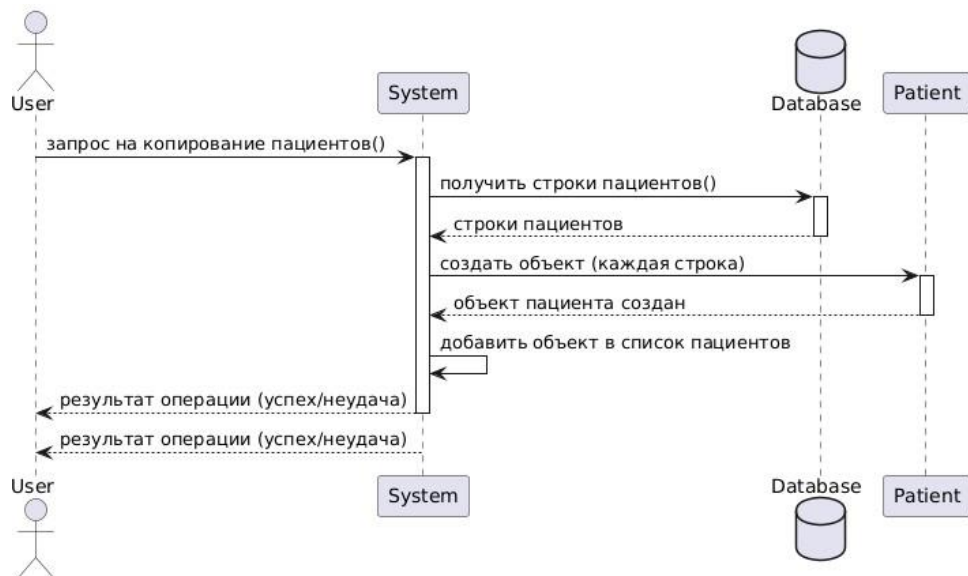 User
System
Database
Patient
запрос на копирование пациентов()
получить строки пациентов()
строки пациентов
создать объект (каждая строка)
объект пациента создан
добавить объект в список пациентов
результат операции (успех/неудача)
результат операции (успех/неудача)
User
System
Database
Patient